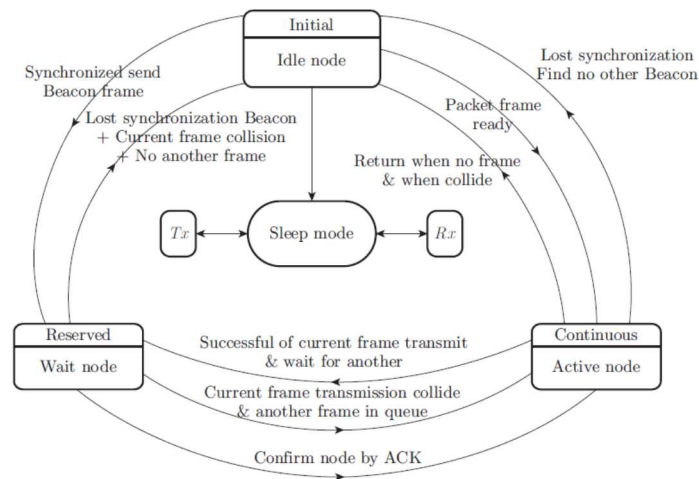 Initial
Idle node
Synchronized send
Beacon frame
Lost synchronization Beacon
+ Current frame collision
+ No another frame
Lost synchronization
Find no other Beacon
Packet frame
ready
Return when no frame
& when collide
Tx
Sleep mode
Rx
Reserved
Wait node
Continuous
Active node
Successful of current frame transmit
& wait for another
Current frame transmission collide
& another frame in queue
Confirm node by ACK